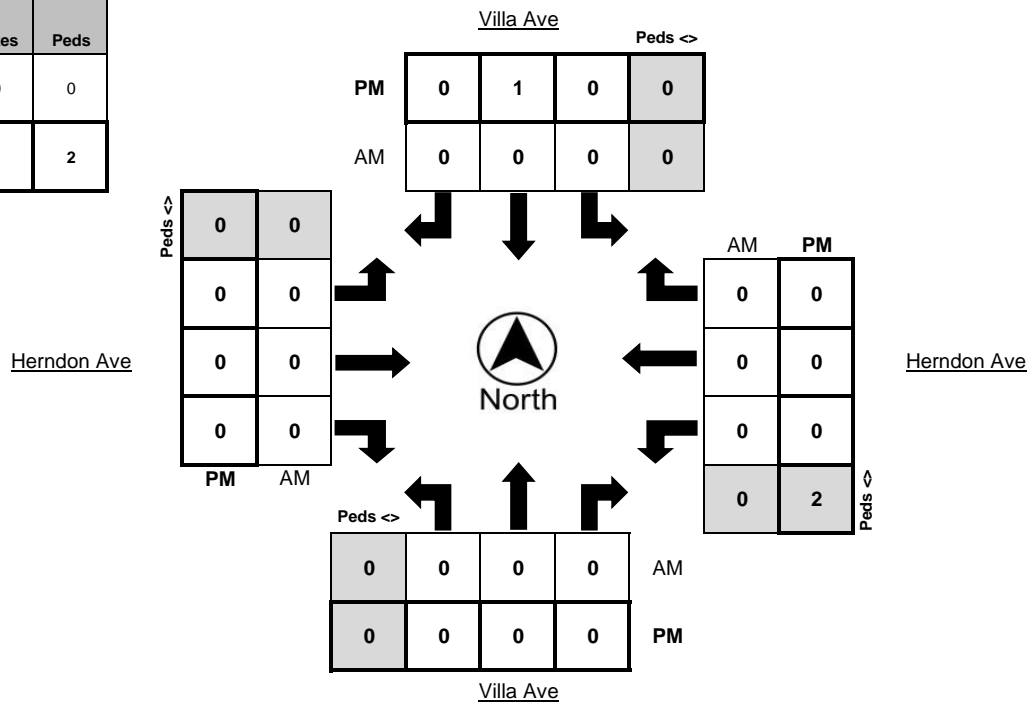 Villa Ave
Peds <>
Peds
PM 0 1 0 0
0
AM 0 0 0 0
2
Peds <>
0 0
AM PM
0 0
0 0
Herndon Ave
0 0
0 0
Herndon Ave
North
0 0
0 0
PM AM
0 2
Peds <>
Peds <>
0 0 0 0 AM
0 0 0 0 PM
Villa Ave